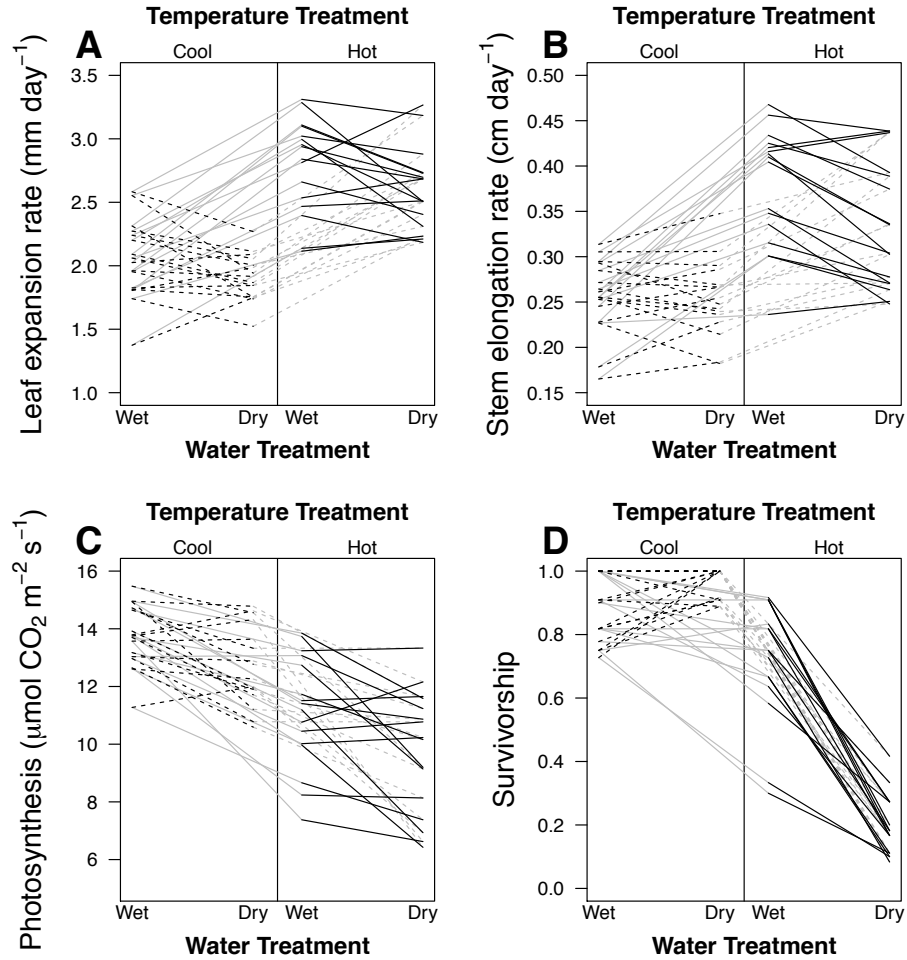 Temperature Treatment
A
Cool Hot
Leaf expansion rate (mm day⁻¹)
3.5
3.0
2.5
2.0
1.5
1.0
Wet Dry Wet Dry
Water Treatment
Temperature Treatment
B
Cool Hot
Stem elongation rate (cm day⁻¹)
0.50
0.45
0.40
0.35
0.30
0.25
0.20
0.15
Wet Dry Wet Dry
Water Treatment
Temperature Treatment
C
Cool Hot
Photosynthesis (μmol CO₂ m⁻² s⁻¹)
16
14
12
10
8
6
Wet Dry Wet Dry
Water Treatment
Temperature Treatment
D
Cool Hot
Survivorship
1.0
0.8
0.6
0.4
0.2
0.0
Wet Dry Wet Dry
Water Treatment